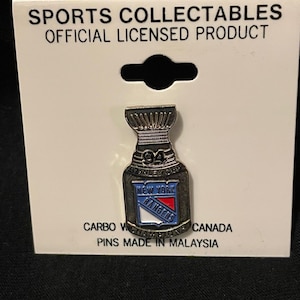 SPORTS COLLECTABLES
OFFICIAL LICENSED PRODUCT
94
NEW YORK
RANGERS
CARBO CANADA
PINS MADE IN MALAYSIA